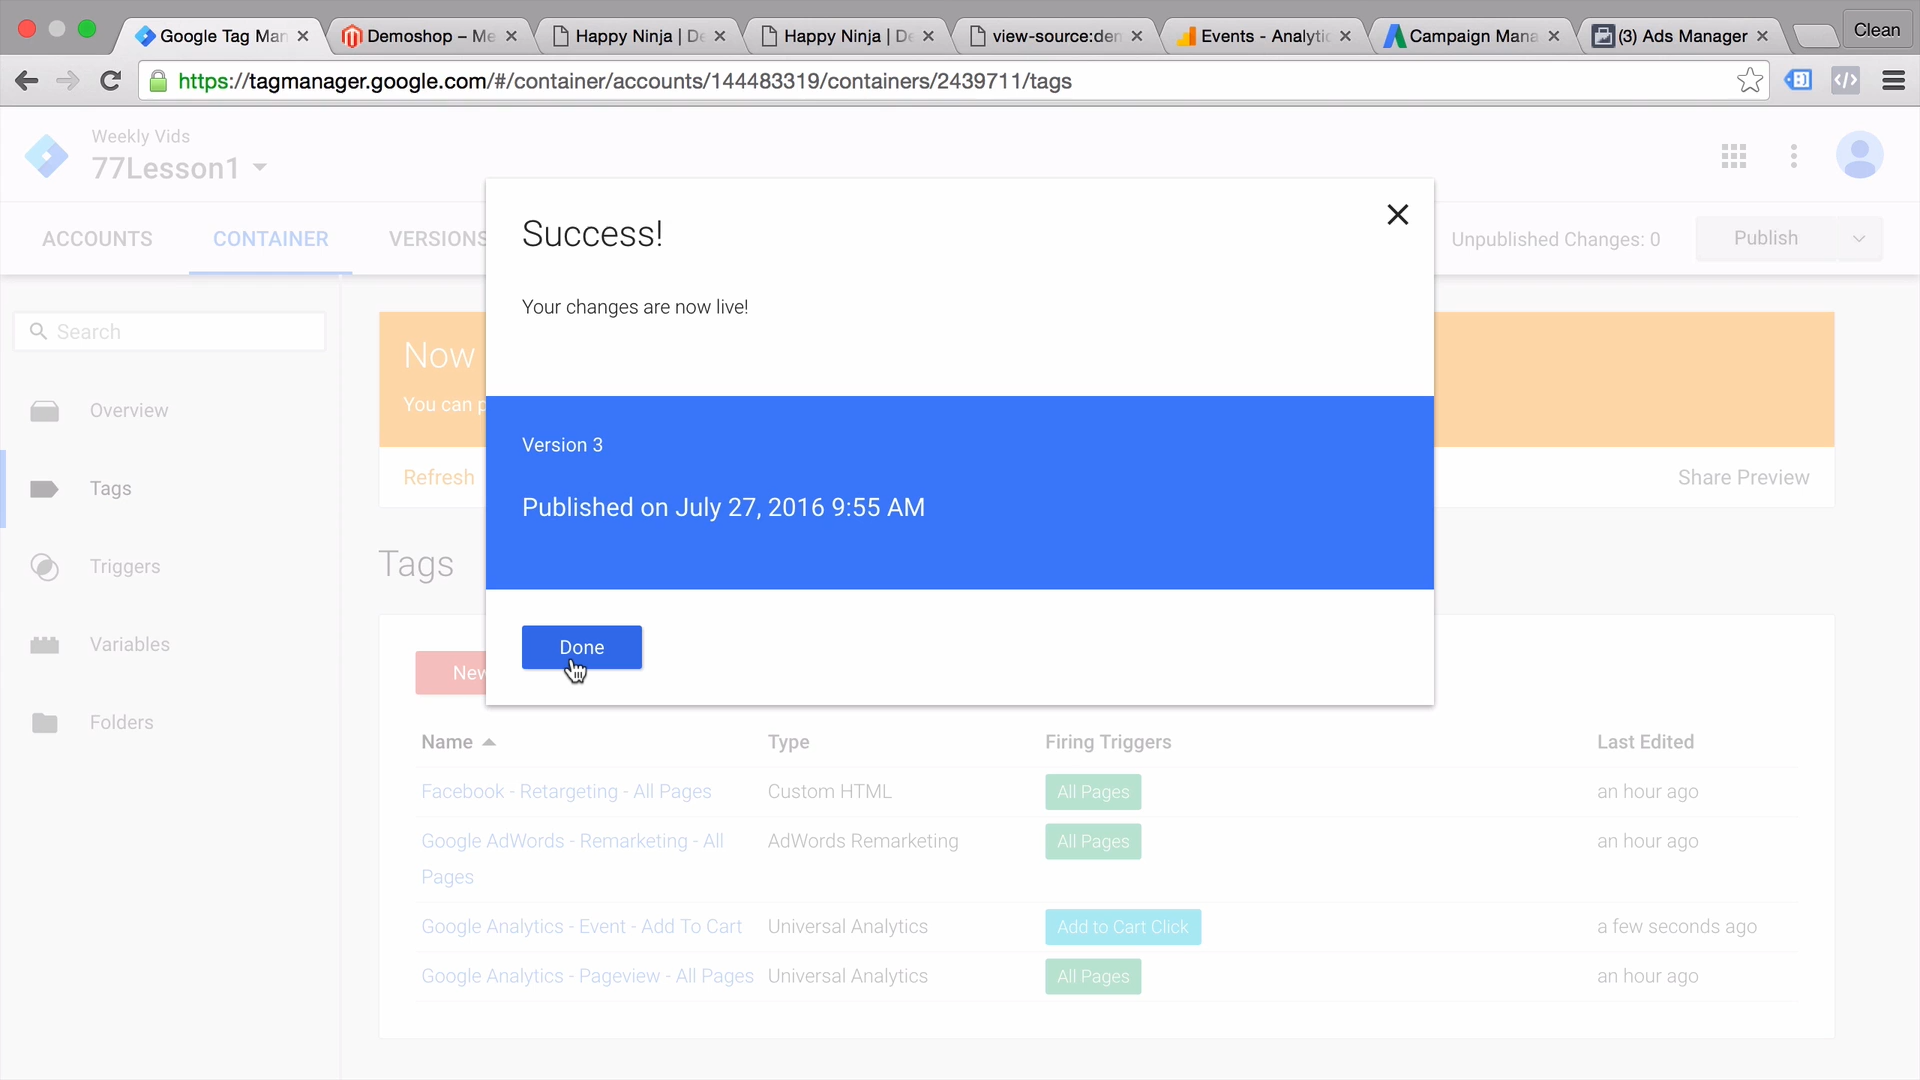 Google Tag Man
Demoshop – Me
Happy Ninja | De
Happy Ninja | De
view-source:den
Events - Analytic
Campaign Mana
(3) Ads Manager
Clean
https://tagmanager.google.com/#/container/accounts/144483319/containers/2439711/tags
Weekly Vids
77Lesson1
ACCOUNTS
CONTAINER
VERSIONS
Unpublished Changes: 0
Publish
Success!
Your changes are now live!
Version 3
Published on July 27, 2016 9:55 AM
Done
Search
Overview
Tags
Triggers
Variables
Folders
Now
You can p
Refresh
Share Preview
Tags
New
Name
Type
Firing Triggers
Last Edited
Facebook - Retargeting - All Pages
Custom HTML
All Pages
an hour ago
Google AdWords - Remarketing - All
Pages
AdWords Remarketing
All Pages
an hour ago
Google Analytics - Event - Add To Cart
Universal Analytics
Add to Cart Click
a few seconds ago
Google Analytics - Pageview - All Pages
Universal Analytics
All Pages
an hour ago